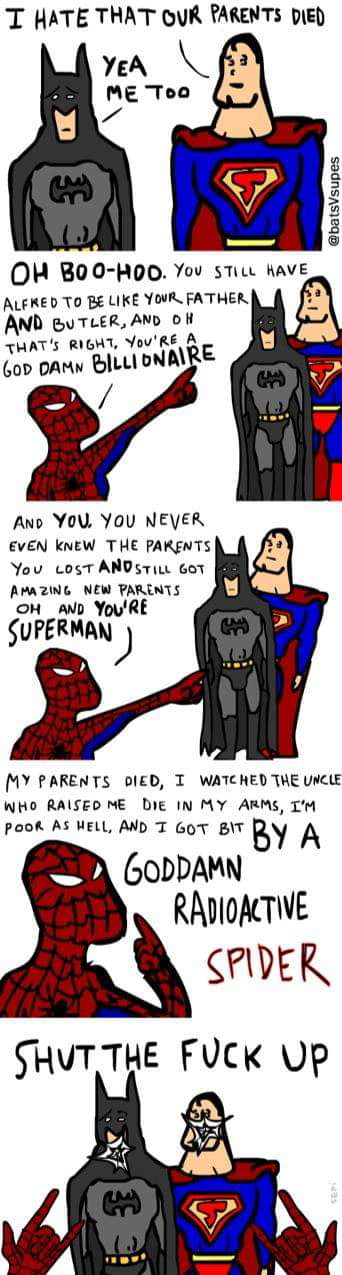 I HATE THAT OUR PARENTS DIED
YEA
ME TOO
@batsVsupes
OH BOO-HOO. YOU STILL HAVE
ALFRED TO BE LIKE YOUR FATHER
AND BUTLER, AND OH
THAT'S RIGHT, YOU'RE A
GOD DAMN BILLIONAIRE
AND YOU. YOU NEVER
EVEN KNEW THE PARENTS
YOU LOST AND STILL GOT
AMAZING NEW PARENTS
OH AND YOU'RE
SUPERMAN
MY PARENTS DIED, I WATCHED THE UNCLE
WHO RAISED ME DIE IN MY ARMS, I'M
POOR AS HELL, AND I GOT BIT BY A
GODDAMN
RADIOACTIVE
SPIDER
SHUT THE FUCK UP